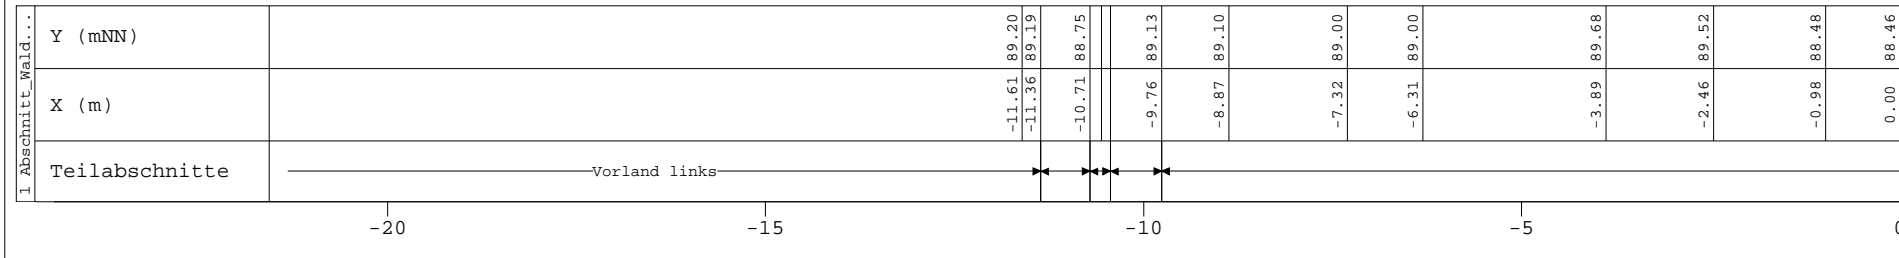 1 Abschnitt_Wald...
Y (mNN) 89.20 89.19 88.75 89.13 89.10 89.00 89.00 89.68 89.52 88.48 88.46
X (m) -11.61 -11.36 -10.71 -9.76 -8.87 -7.32 -6.31 -3.89 -2.46 -0.98 0.00
Teilabschnitte Vorland links
-20 -15 -10 -5